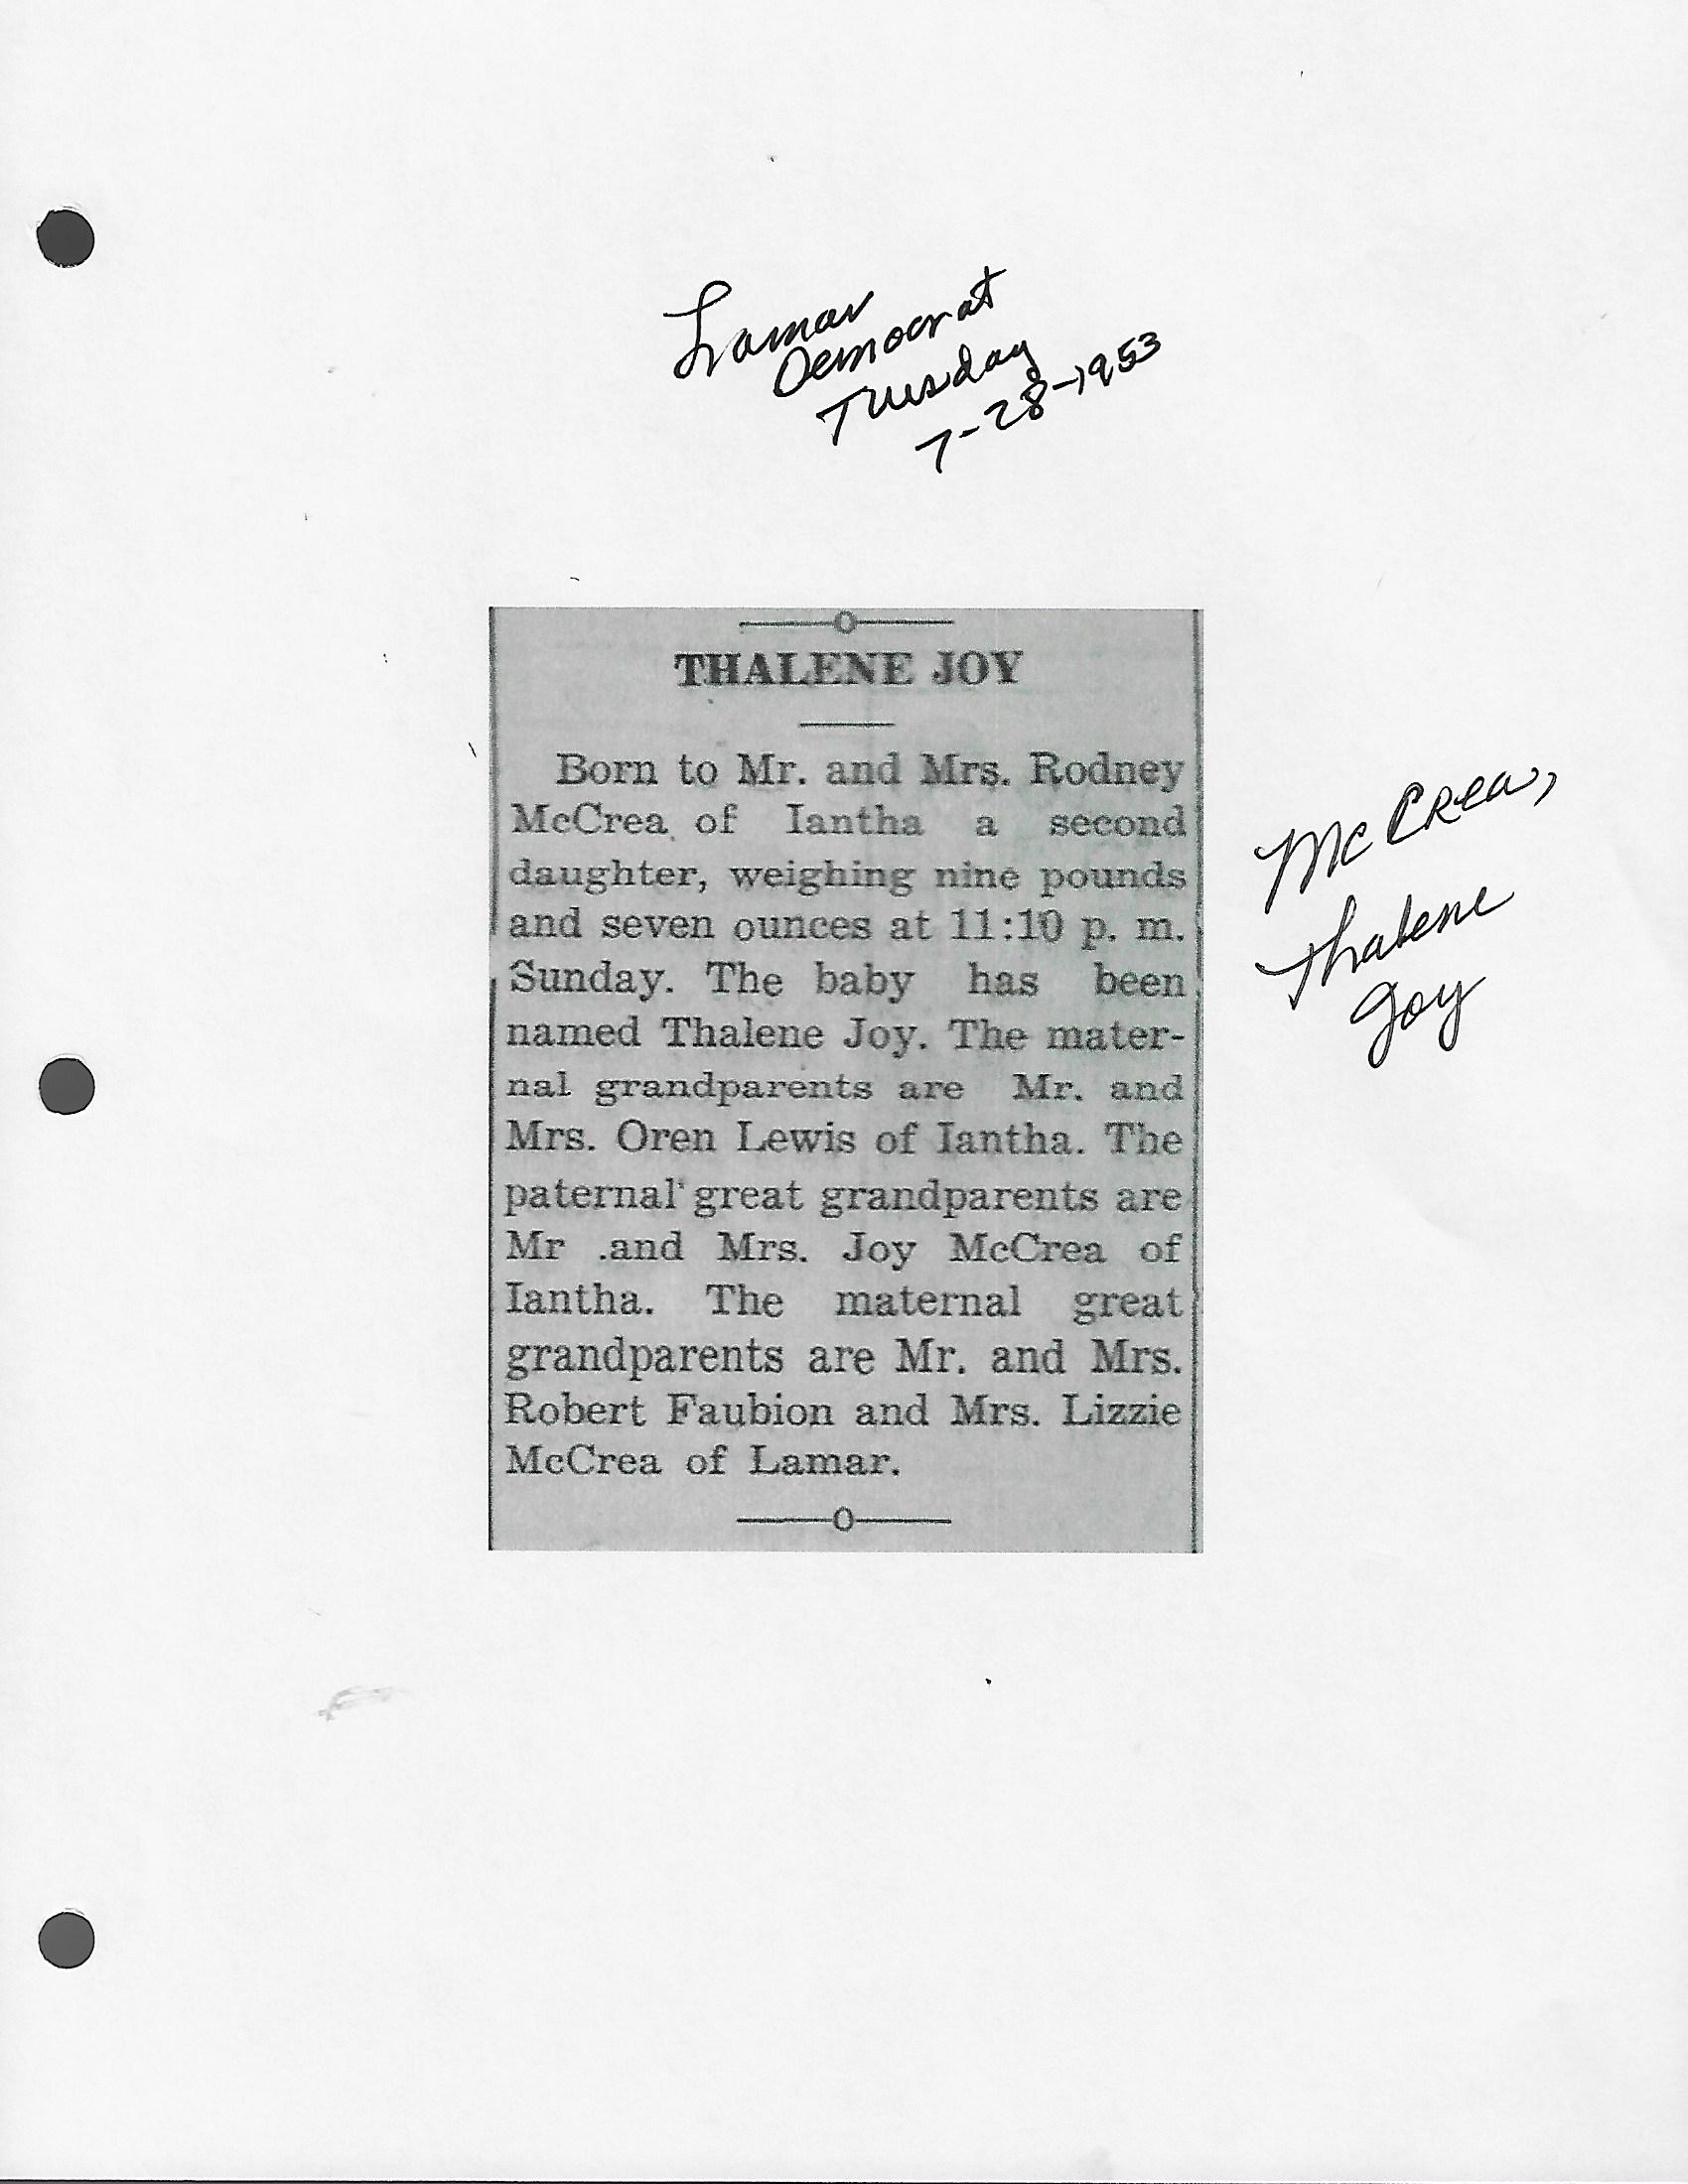 Lamar
Democrat
Tuesday
7-28-1953
THALENE JOY
Born to Mr. and Mrs. Rodney
McCrea of Iantha a second
daughter, weighing nine pounds
and seven ounces at 11:10 p. m.
Sunday. The baby has been
named Thalene Joy. The mater-
nal grandparents are Mr. and
Mrs. Oren Lewis of Iantha. The
paternal great grandparents are
Mr .and Mrs. Joy McCrea of
Iantha. The maternal great
grandparents are Mr. and Mrs.
Robert Faubion and Mrs. Lizzie
McCrea of Lamar.
McCrea,
Thalene
Joy